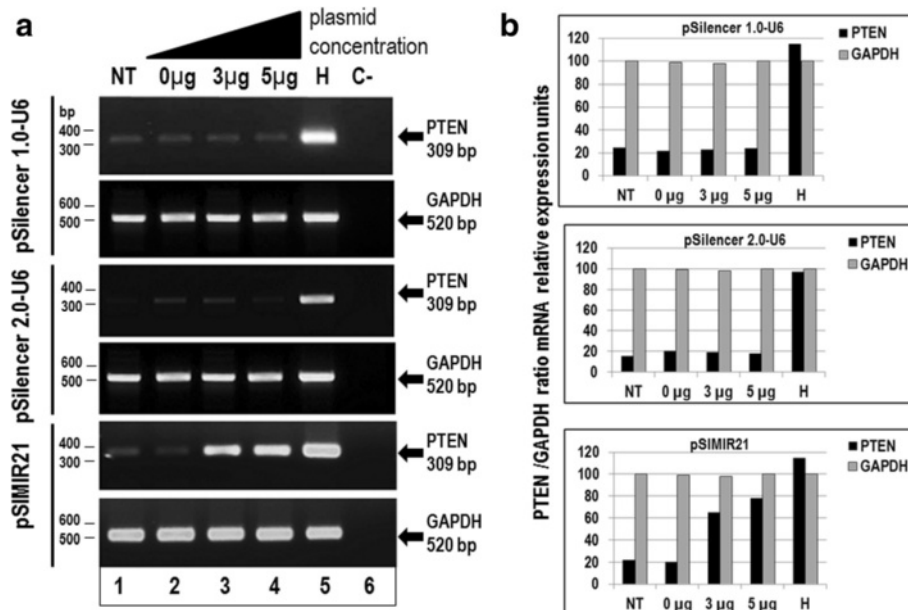 a
plasmid
concentration
NT 0µg 3µg 5µg H C-
pSilencer 1.0-U6
bp
400
300
PTEN
309 bp
600
500
GAPDH
520 bp
pSilencer 2.0-U6
400
300
PTEN
309 bp
600
500
GAPDH
520 bp
pSIMIR21
400
300
PTEN
309 bp
600
500
GAPDH
520 bp
1 2 3 4 5 6
b
PTEN /GAPDH ratio mRNA relative expression units
pSilencer 1.0-U6
120
100
80
60
40
20
0
NT 0 µg 3 µg 5 µg H
PTEN
GAPDH
pSilencer 2.0-U6
120
100
80
60
40
20
0
NT 0 µg 3 µg 5 µg H
PTEN
GAPDH
pSIMIR21
120
100
80
60
40
20
0
NT 0 µg 3 µg 5 µg H
PTEN
GAPDH